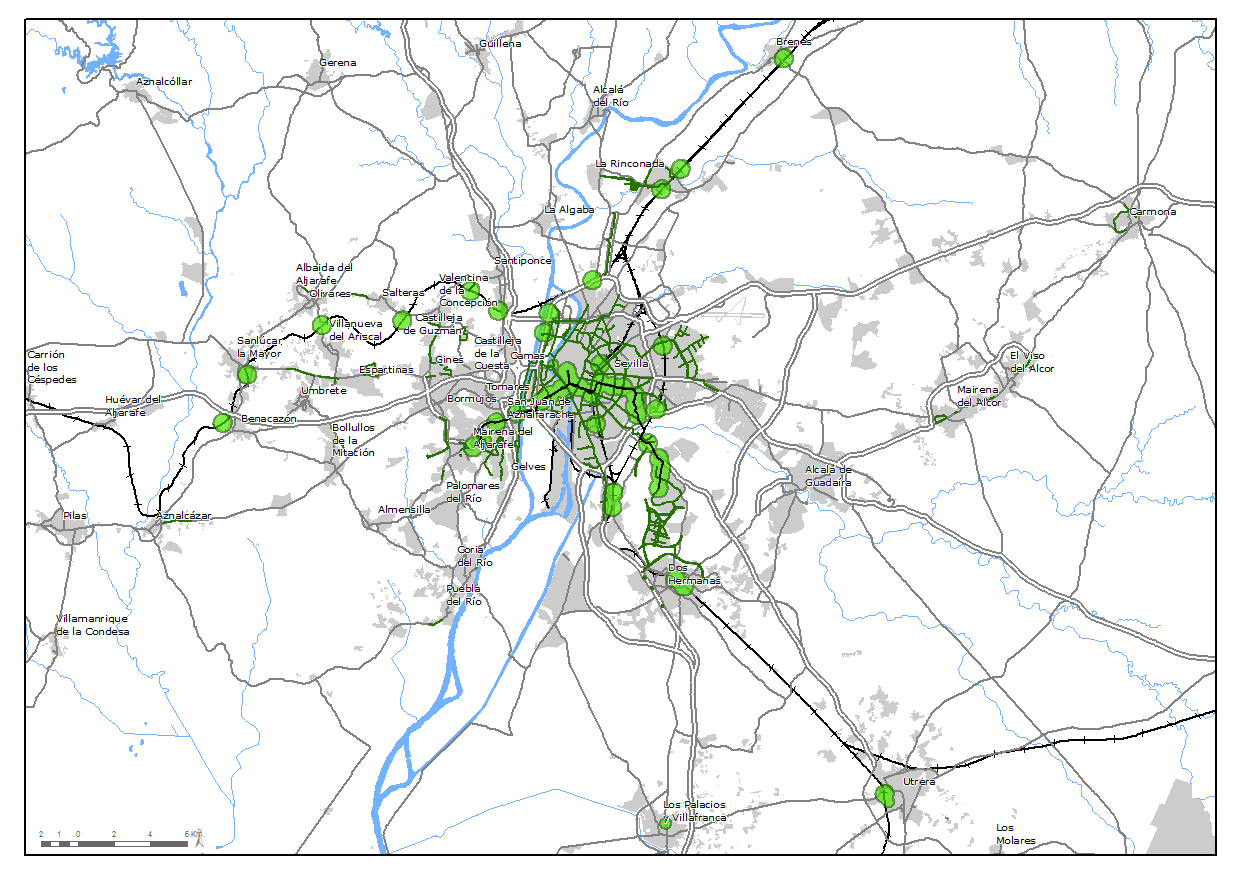 Brenes
Guillena
Gerena
Aznalcóllar
Alcalá
del Río
La Rinconada
La Algaba
Carmona
Santiponce
Albaida del
Aljarafe
Olivares
Salteras
Valencina
de la
Concepción
Villanueva
del Ariscal
Castilleja
de Guzmán
Sanlúcar
la Mayor
Castilleja
de la
Cuesta
Camas
Carrión
de los
Céspedes
Espartinas
Gines
Sevilla
El Viso
del Alcor
Umbrete
Tomares
Bormujos
San Juan de
Aznalfarache
Mairena
del Alcor
Huévar del
Aljarafe
Benacazón
Bollullos
de la
Mitación
Mairena del
Aljarafe
Gelves
Alcalá de
Guadaíra
Palomares
del Río
Almensilla
Pilas
Aznalcázar
Coria
del Río
Dos
Hermanas
Puebla
del Río
Villamanrique
de la Condesa
Utrera
Los Palacios
y Villafranca
Los
Molares
2 1 0 2 4 6 Km.